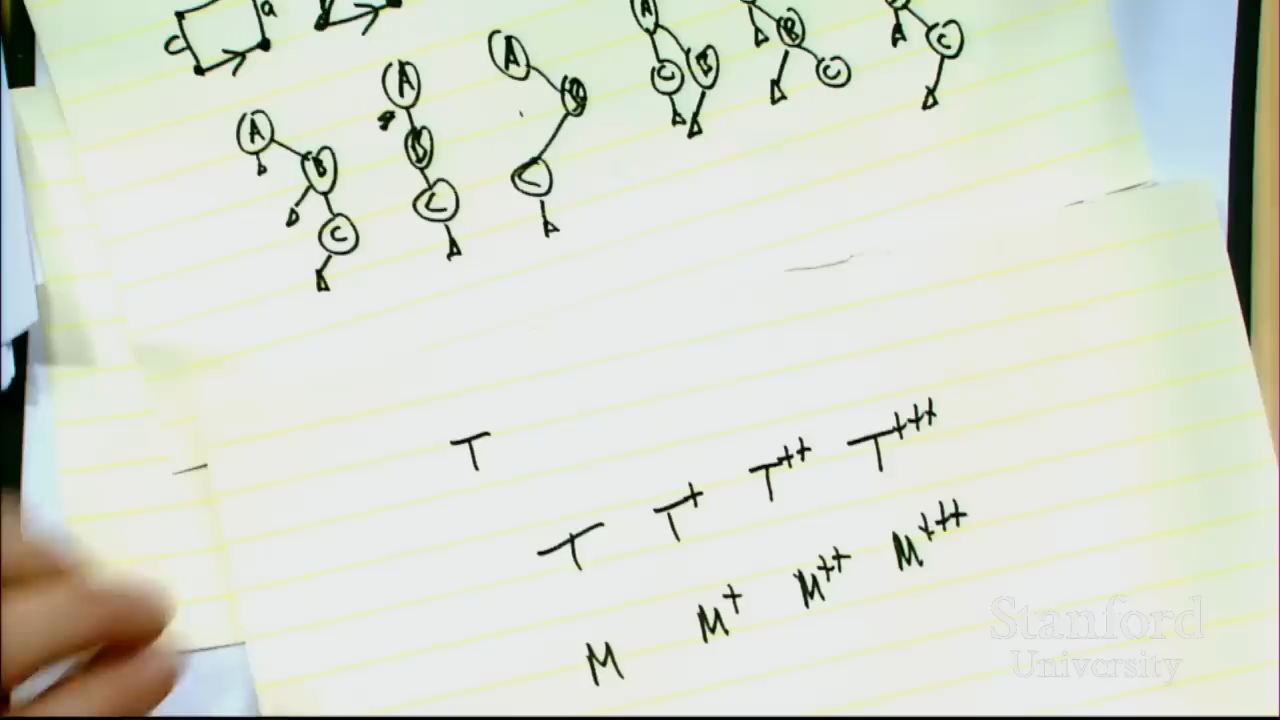 a
C
A B C
A B C
A B C
A C B
B C
C
T
T T⁺ T⁺⁺ T⁺⁺⁺
M M⁺ M⁺⁺ M⁺⁺⁺
Stanford
University